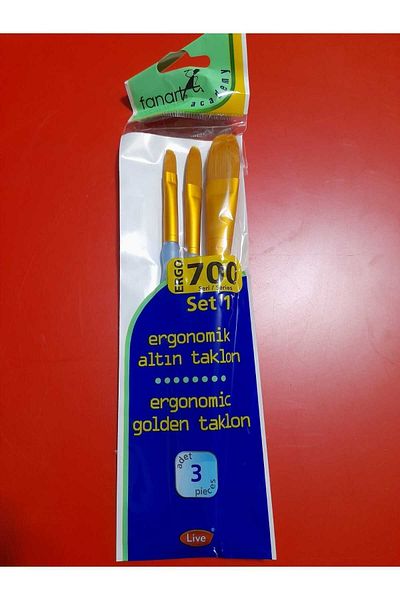 fanart
academy
ERGO 700
Seri / Series
Set 1
ergonomik
altın taklon
ergonomic
golden taklon
adet
3
pieces
Live